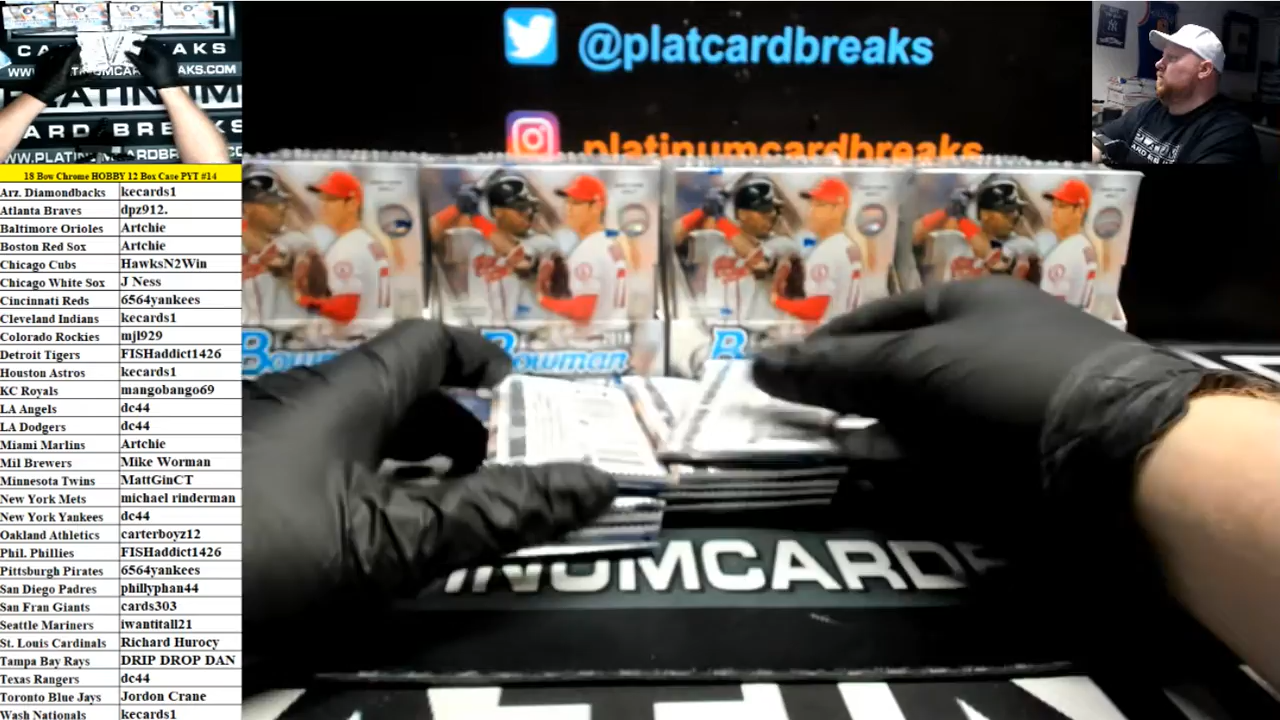 @platcardbreaks
platinumcardbreaks
CARD BREAKS
PLATINUM
ARD BREAKS
18 Bow Chrome HOBBY 12 Box Case PYT #14
Arz. Diamondbacks kecards1
Atlanta Braves dpz912.
Baltimore Orioles Artchie
Boston Red Sox Artchie
Chicago Cubs HawksN2Win
Chicago White Sox J Ness
Cincinnati Reds 6564yankees
Cleveland Indians kecards1
Colorado Rockies mjl929
Detroit Tigers FISHaddict1426
Houston Astros kecards1
KC Royals mangobango69
LA Angels dc44
LA Dodgers dc44
Miami Marlins Artchie
Mil Brewers Mike Worman
Minnesota Twins MattGinCT
New York Mets michael rinderman
New York Yankees dc44
Oakland Athletics carterboyz12
Phil. Phillies FISHaddict1426
Pittsburgh Pirates 6564yankees
San Diego Padres phillyphan44
San Fran Giants cards303
Seattle Mariners iwantitall21
St. Louis Cardinals Richard Hurocy
Tampa Bay Rays DRIP DROP DAN
Texas Rangers dc44
Toronto Blue Jays Jordon Crane
Wash Nationals kecards1
Bowman
INUMCARD